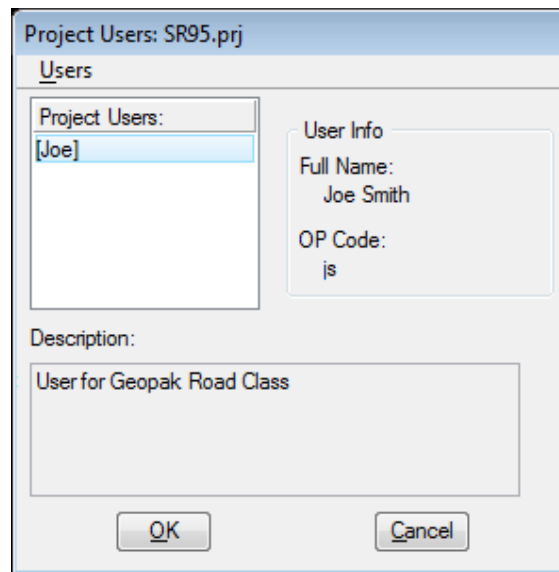 Project Users: SR95.prj
Users
Project Users:
[Joe]
User Info
Full Name:
Joe Smith
OP Code:
js
Description:
User for Geopak Road Class
OK
Cancel